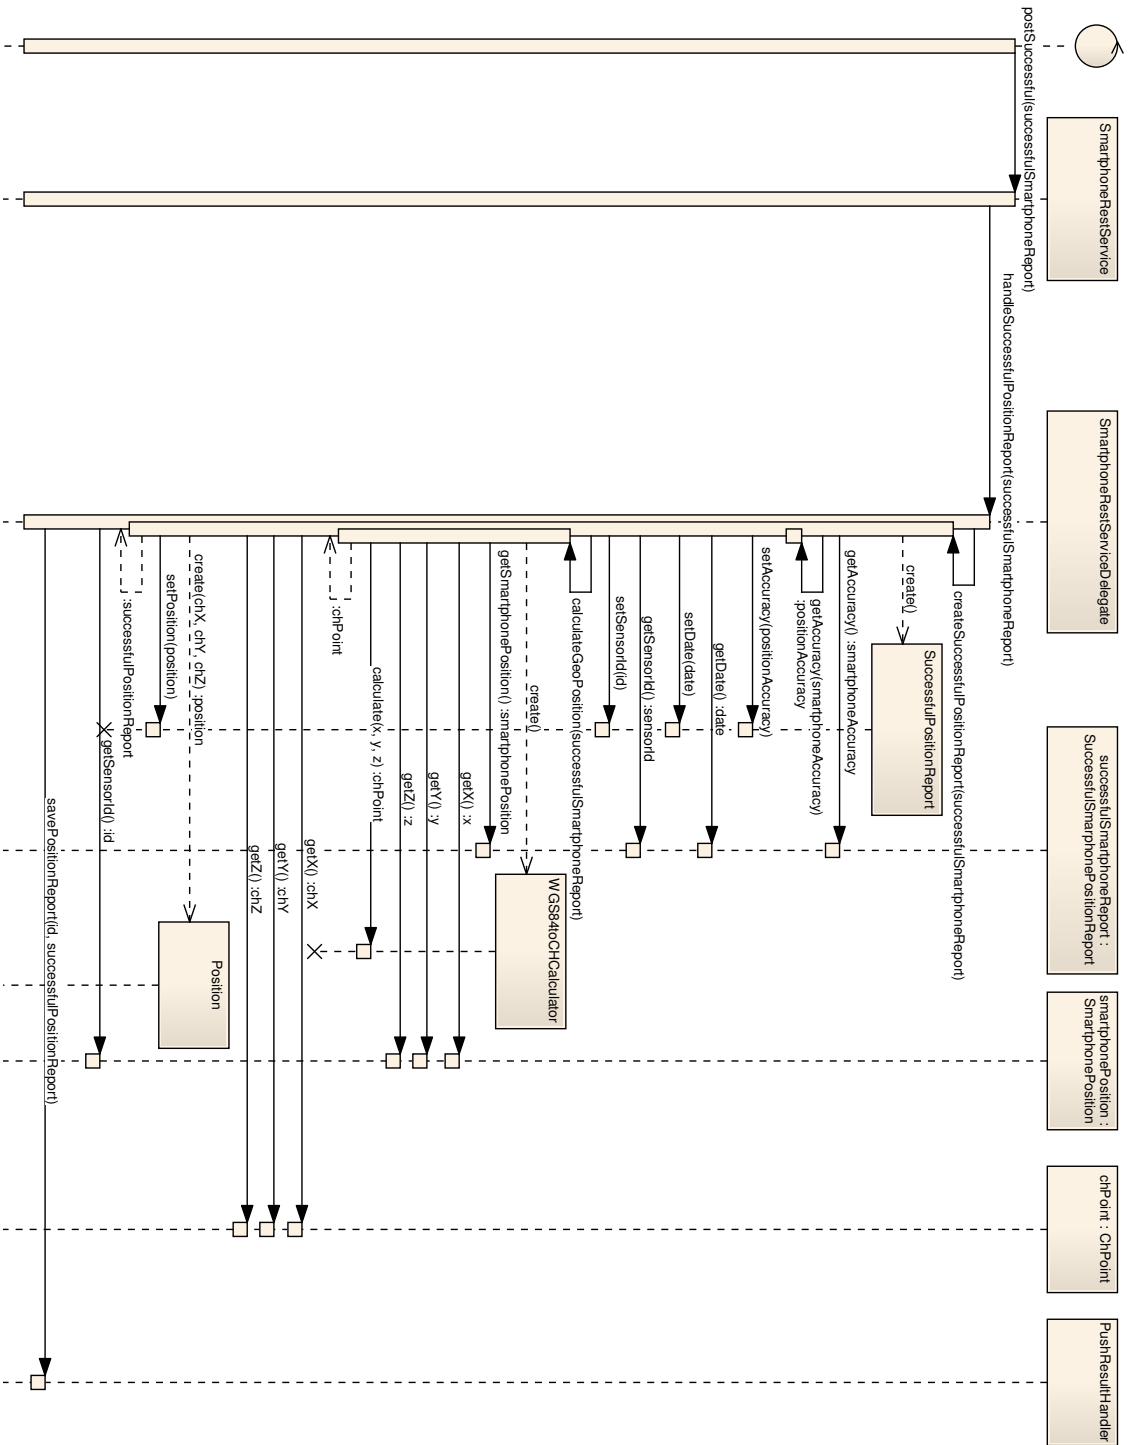 SmartphoneRestService
SmartphoneRestServiceDelegate
successfulSmartphoneReport :
SuccessfulSmarphonePositionReport
smartphonePosition :
SmartphonePosition
chPoint : ChPoint
PushResultHandler
postSuccessful(successfulSmartphoneReport)
handleSuccessfulPositionReport(successfulSmartphoneReport)
createSuccessfulPositionReport(successfulSmartphoneReport)
create()
SuccessfulPositionReport
getAccuracy() :smartphoneAccuracy
getAccuracy(smartphoneAccuracy)
:positionAccuracy
setAccuracy(positionAccuracy)
getDate() :date
setDate(date)
getSensorId() :sensorId
setSensorId(id)
calculateGeoPosition(successfulSmartphoneReport)
create()
WGS84toCHCalculator
getSmartphonePosition() :smartphonePosition
getX() :x
getY() :y
getZ() :z
calculate(x, y, z) :chPoint
:chPoint
getX() :chX
getY() :chY
getZ() :chZ
create(chX, chY, chZ) :position
Position
setPosition(position)
:successfulPositionReport
getSensorId() :id
savePositionReport(id, successfulPositionReport)